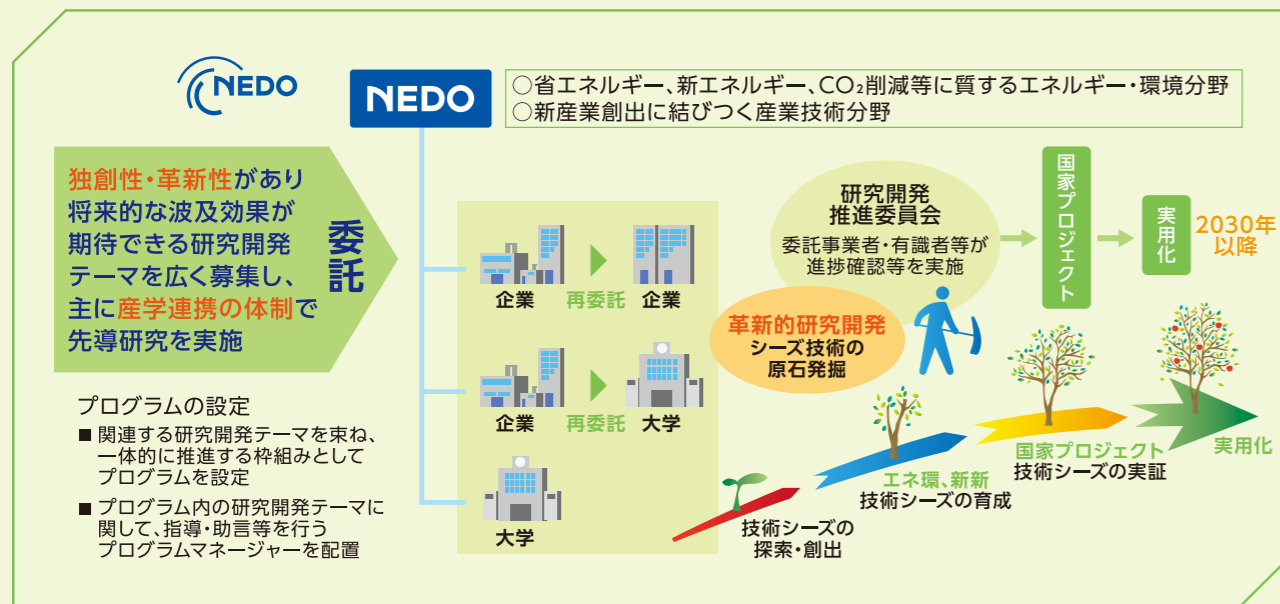 NEDO
NEDO
○省エネルギー、新エネルギー、CO₂削減等に質するエネルギー・環境分野
○新産業創出に結びつく産業技術分野
独創性・革新性があり
将来的な波及効果が
期待できる研究開発
テーマを広く募集し、
主に産学連携の体制で
先導研究を実施
委託
プログラムの設定
■ 関連する研究開発テーマを束ね、
一体的に推進する枠組みとして
プログラムを設定
■ プログラム内の研究開発テーマに
関して、指導・助言等を行う
プログラムマネージャーを配置
企業 再委託 企業
企業 再委託 大学
大学
研究開発
推進委員会
委託事業者・有識者等が
進捗確認等を実施
革新的研究開発
シーズ技術の
原石発掘
国家プロジェクト
実用化
2030年
以降
技術シーズの
探索・創出
エネ環、新新
技術シーズの育成
国家プロジェクト
技術シーズの実証
実用化